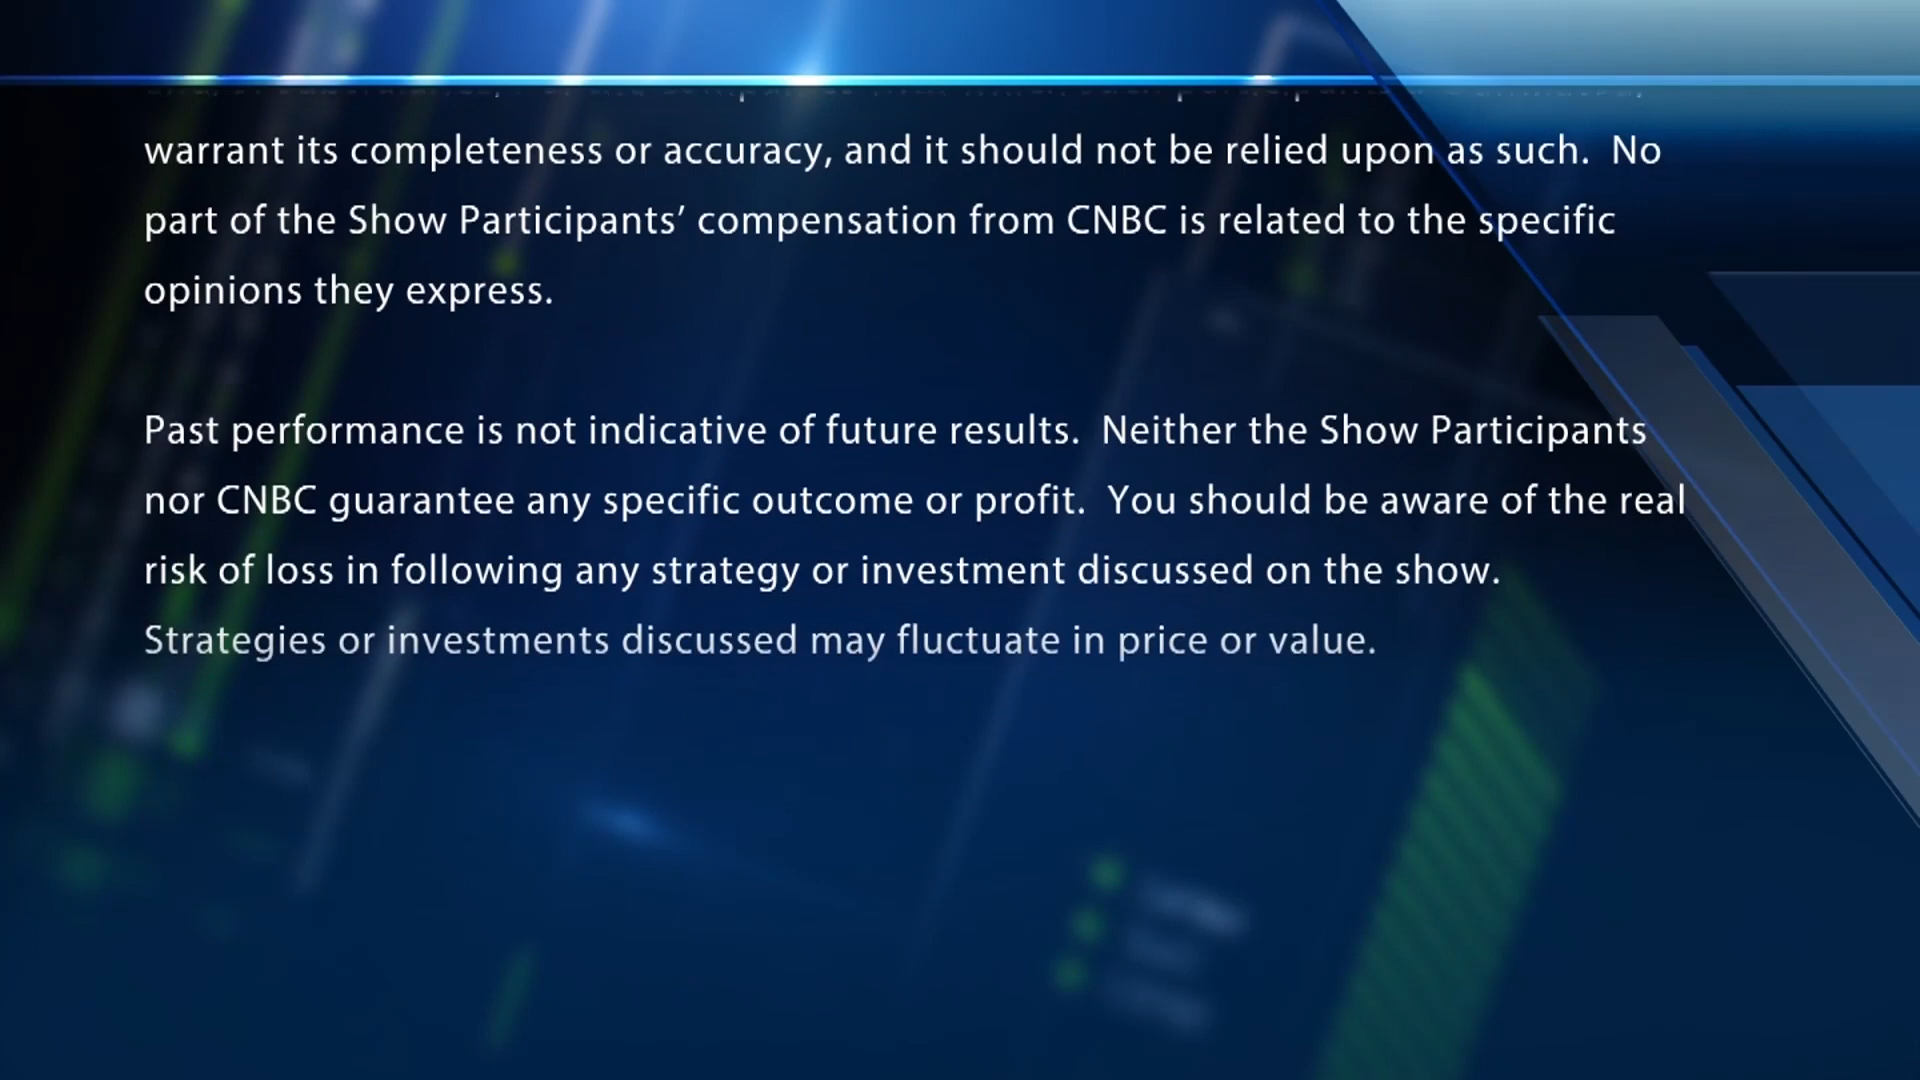 warrant its completeness or accuracy, and it should not be relied upon as such.  No
part of the Show Participants’ compensation from CNBC is related to the specific
opinions they express.
Past performance is not indicative of future results.  Neither the Show Participants
nor CNBC guarantee any specific outcome or profit.  You should be aware of the real
risk of loss in following any strategy or investment discussed on the show.
Strategies or investments discussed may fluctuate in price or value.